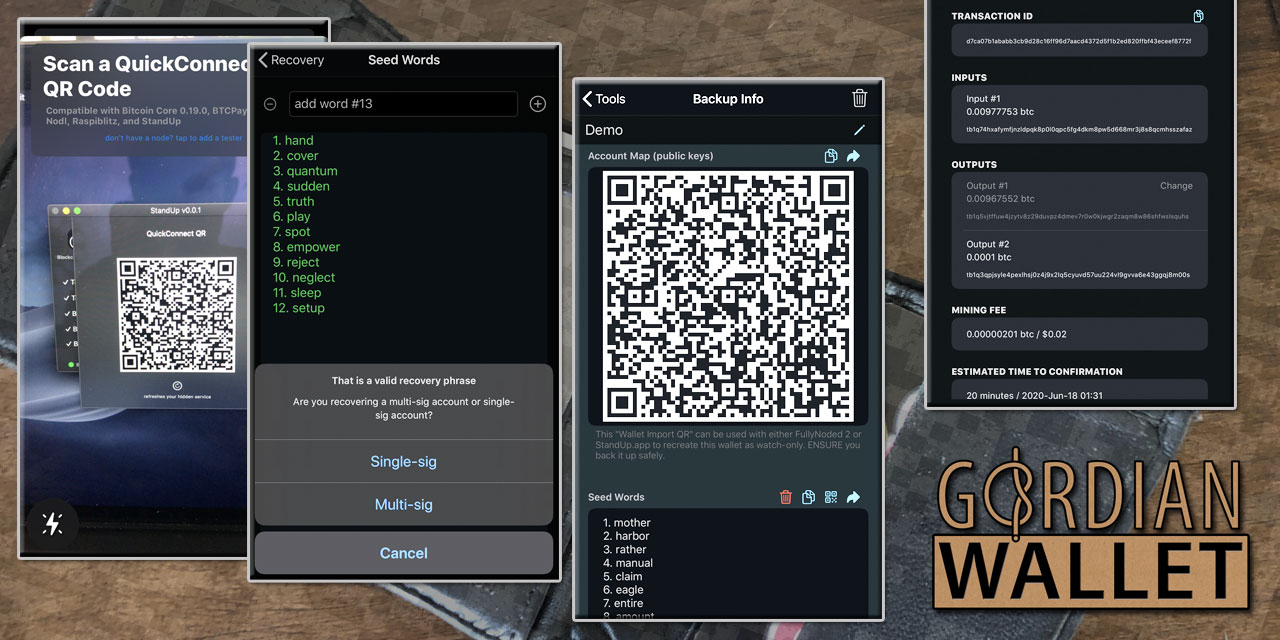 Scan a QuickConnec
QR Code
Compatible with Bitcoin Core 0.19.0, BTCPay
Nodl, Raspiblitz, and StandUp
don't have a node? tap to add a tester
StandUp v0.0.1
QuickConnect QR
refreshes your hidden service
Recovery
Seed Words
add word #13
1. hand
2. cover
3. quantum
4. sudden
5. truth
6. play
7. spot
8. empower
9. reject
10. neglect
11. sleep
12. setup
That is a valid recovery phrase
Are you recovering a multi-sig account or single-
sig account?
Single-sig
Multi-sig
Cancel
Tools
Backup Info
Demo
Account Map (public keys)
This "Wallet Import QR" can be used with either FullyNoded 2 or
StandUp.app to recreate this wallet as watch-only. ENSURE you
back it up safely.
Seed Words
1. mother
2. harbor
3. rather
4. manual
5. claim
6. eagle
7. entire
8. amount
TRANSACTION ID
INPUTS
Input #1
0.00977753 btc
OUTPUTS
Output #1
Change
0.00967552 btc
Output #2
0.0001 btc
MINING FEE
0.00000201 btc / $0.02
ESTIMATED TIME TO CONFIRMATION
20 minutes / 2020-Jun-18 01:31
GORDIAN
WALLET